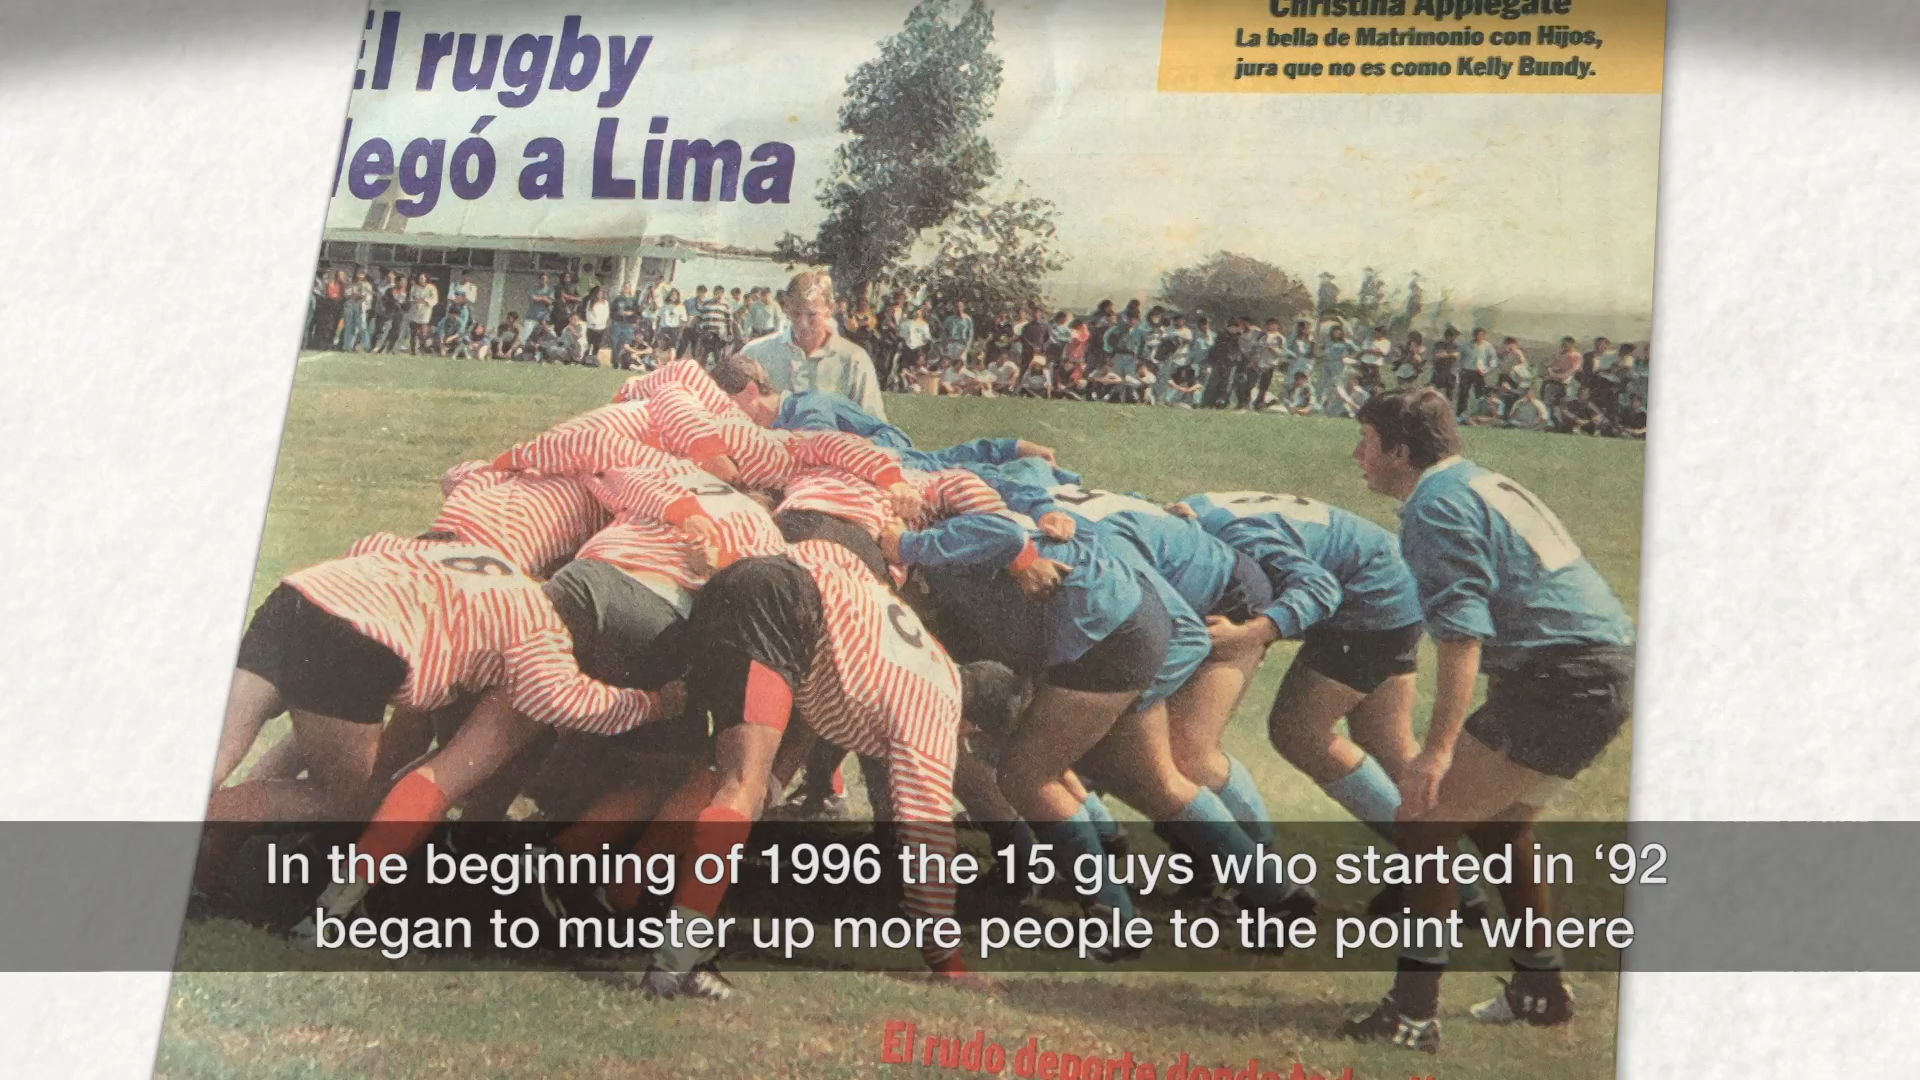 El rugby
llegó a Lima
Christina Applegate
La bella de Matrimonio con Hijos,
jura que no es como Kelly Bundy.
6
In the beginning of 1996 the 15 guys who started in ‘92
began to muster up more people to the point where
El rudo deporte donde